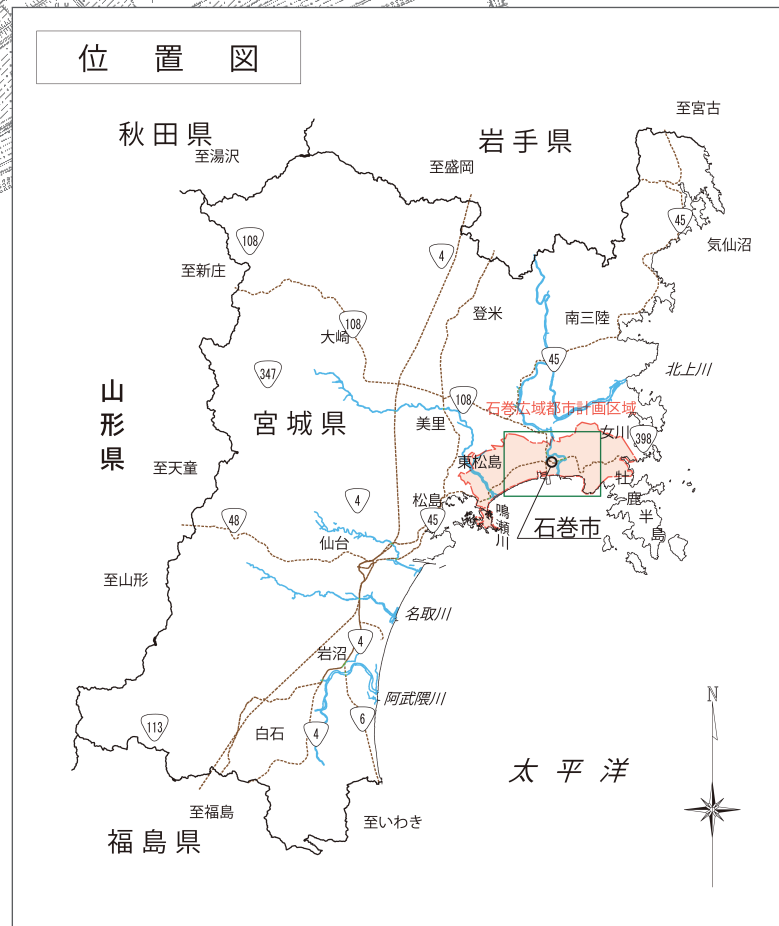 位置図
至宮古
秋田県
岩手県
至湯沢
至盛岡
45
108
4
気仙沼
至新庄
登米
南三陸
108
大崎
45
北上川
347
108
石巻広域都市計画区域
山形県
宮城県
美里
女川
398
東松島
至天童
牡鹿半島
4
松島
鳴瀬川
48
45
石巻市
仙台
至山形
名取川
4
岩沼
阿武隈川
N
113
白石
4
6
太平洋
至福島
至いわき
福島県